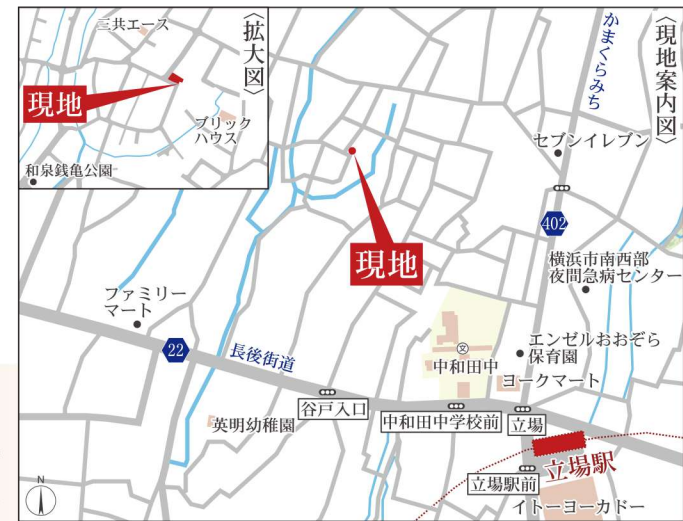 〈拡大図〉
三共エース
現地
ブリック
ハウス
和泉銭亀公園
〈現地案内図〉
かまくらみち
セブンイレブン
402
横浜市南西部
夜間急病センター
現地
ファミリー
マート
22
長後街道
文
中和田中
エンゼルおおぞら
保育園
ヨークマート
谷戸入口
中和田中学校前
立場
英明幼稚園
立場駅
立場駅前
イトーヨーカドー
N